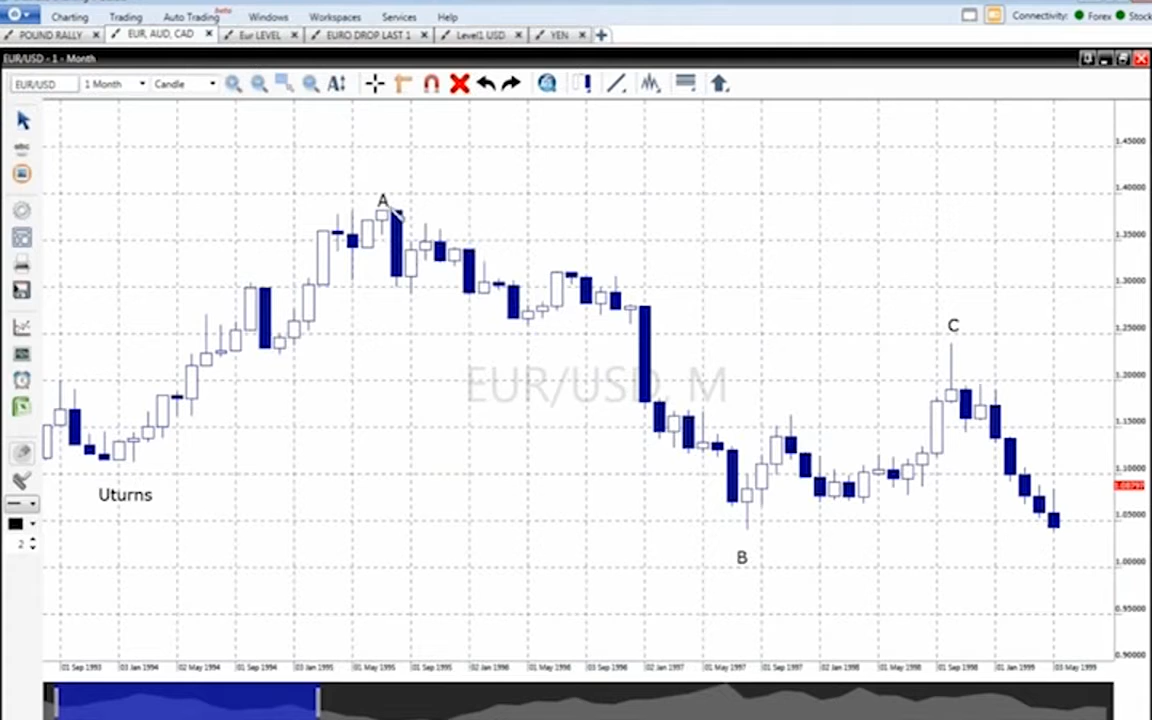 beta
Charting Trading Auto Trading Windows Workspaces Services Help
Connectivity: Forex Stock
POUND RALLY EUR, AUD, CAD Eur LEVEL EURO DROP LAST 1 Level1 USD YEN
EUR/USD - 1 - Month
EUR/USD 1 Month Candle
abc
1.45000
1.40000
A
1.35000
1.30000
C
1.25000
EUR/USD, M
1.20000
1.15000
1.10000
Uturns
1.05000
2
B
1.00000
0.95000
0.90000
01 Sep 1993 03 Jan 1994 02 May 1994 01 Sep 1994 03 Jan 1995 01 May 1995 01 Sep 1995 02 Jan 1996 01 May 1996 03 Sep 1996 02 Jan 1997 01 May 1997 01 Sep 1997 02 Jan 1998 01 May 1998 01 Sep 1998 01 Jan 1999 03 May 1999